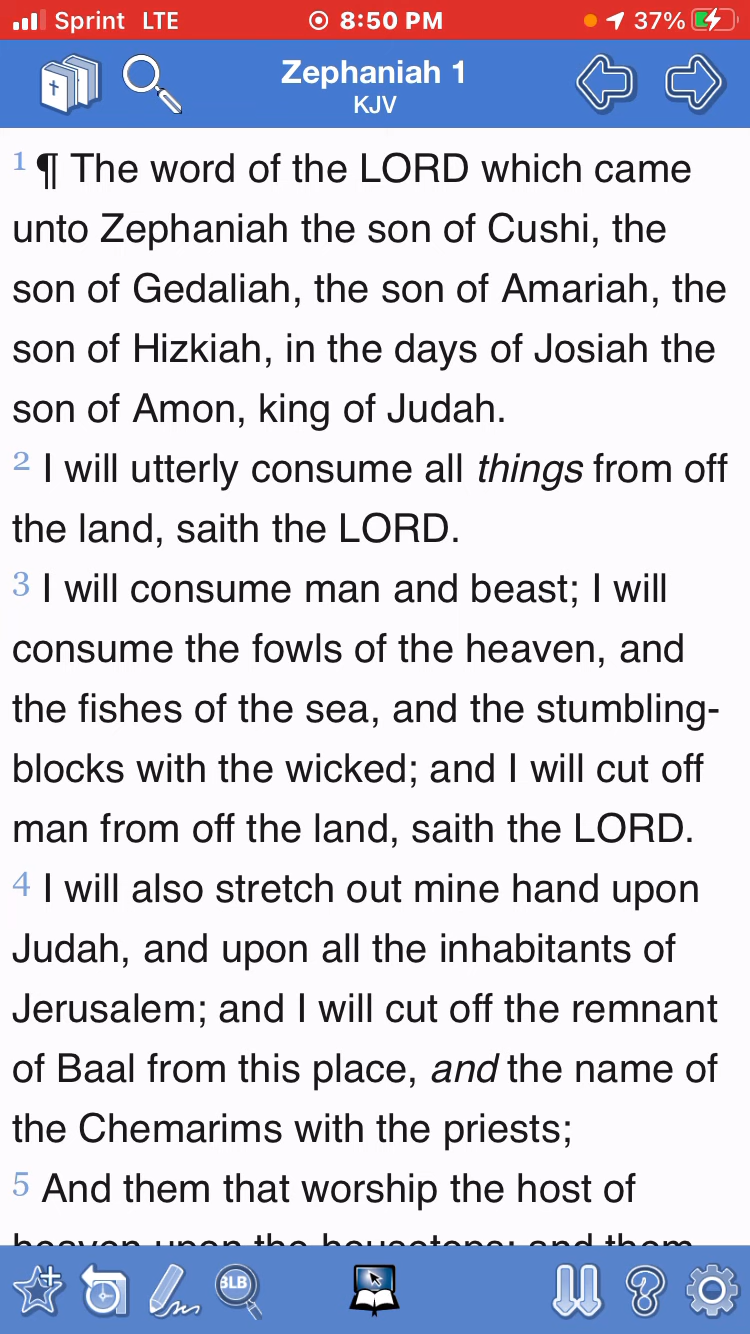 Sprint LTE 8:50 PM 37%
Zephaniah 1
KJV
1 ¶ The word of the LORD which came
unto Zephaniah the son of Cushi, the
son of Gedaliah, the son of Amariah, the
son of Hizkiah, in the days of Josiah the
son of Amon, king of Judah.
2 I will utterly consume all things from off
the land, saith the LORD.
3 I will consume man and beast; I will
consume the fowls of the heaven, and
the fishes of the sea, and the stumbling-
blocks with the wicked; and I will cut off
man from off the land, saith the LORD.
4 I will also stretch out mine hand upon
Judah, and upon all the inhabitants of
Jerusalem; and I will cut off the remnant
of Baal from this place, and the name of
the Chemarims with the priests;
5 And them that worship the host of
heaven upon the housetops; and them
BLB